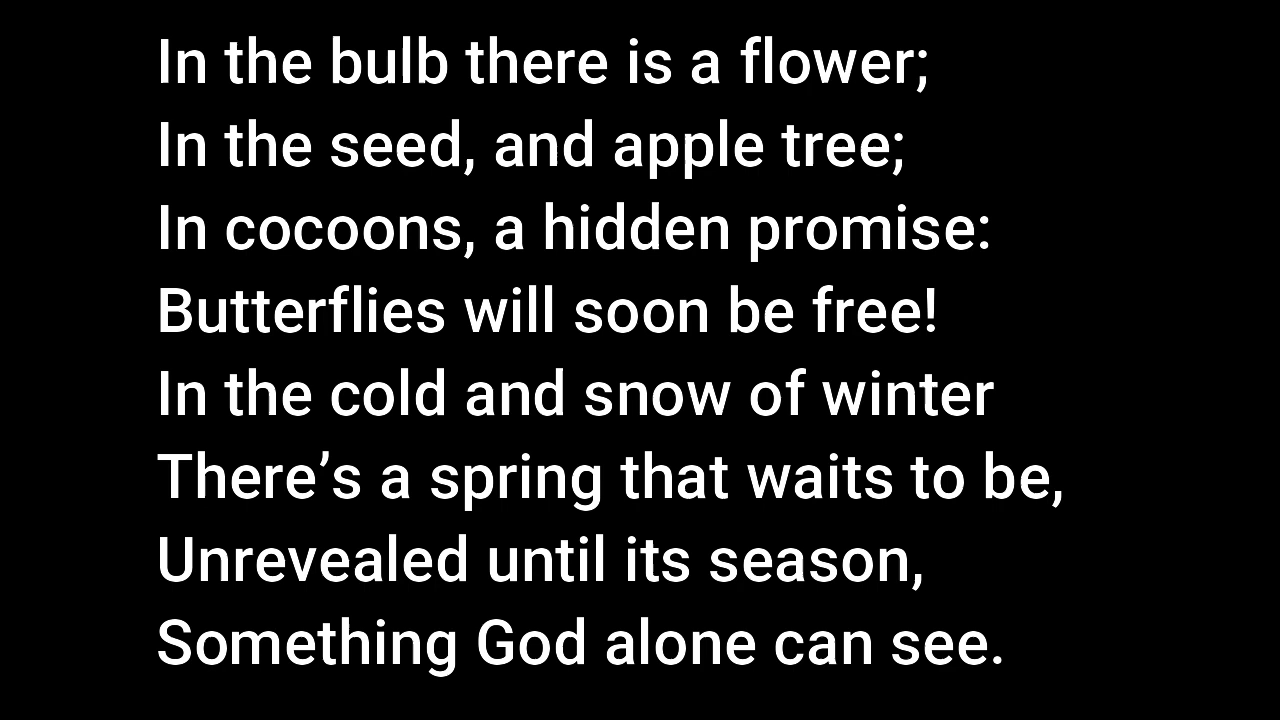 In the bulb there is a flower;
In the seed, and apple tree;
In cocoons, a hidden promise:
Butterflies will soon be free!
In the cold and snow of winter
There’s a spring that waits to be,
Unrevealed until its season,
Something God alone can see.